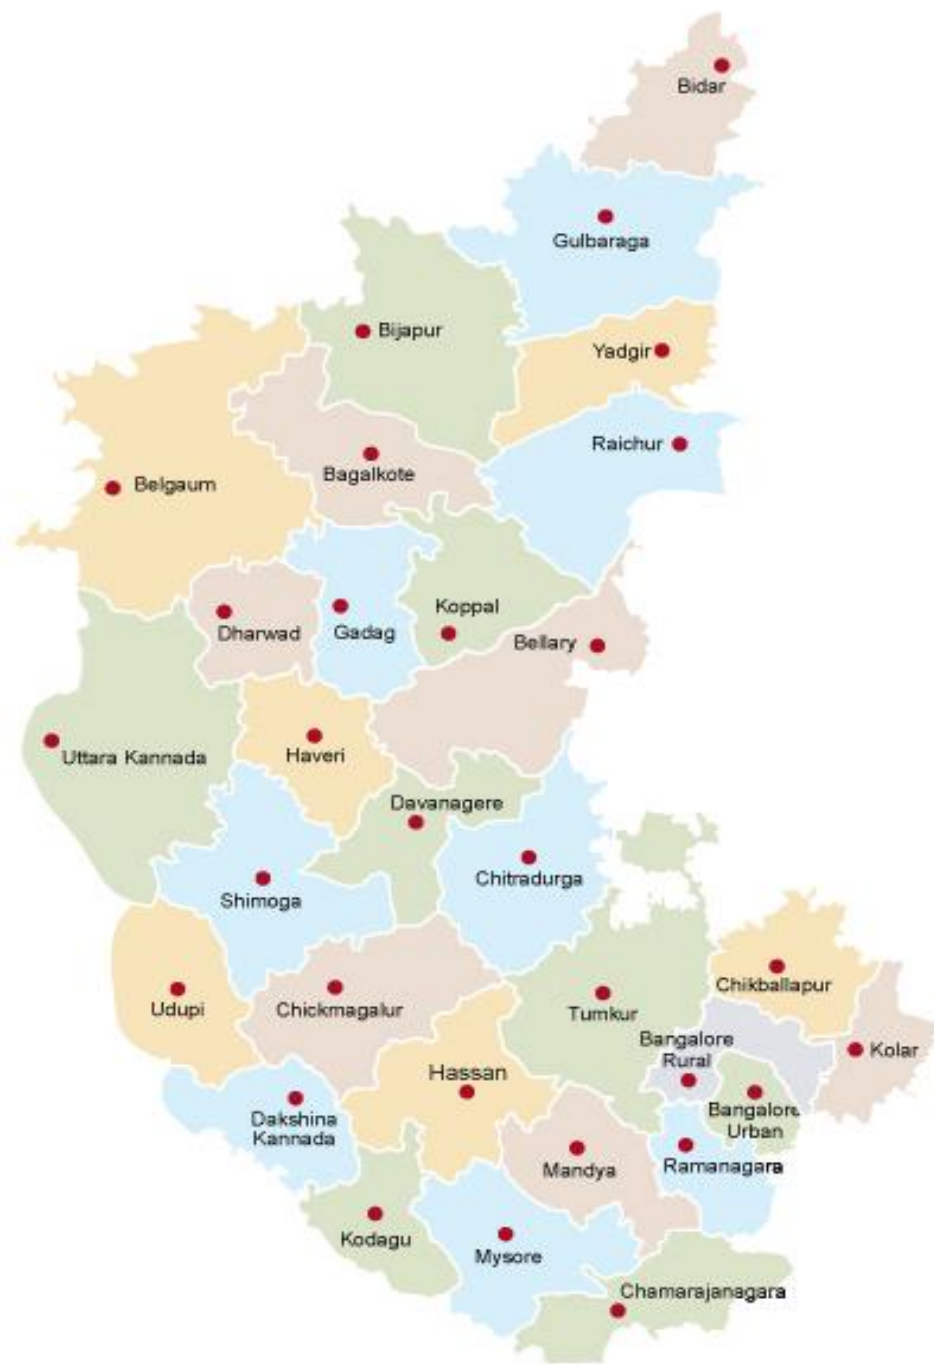 Bidar
Gulbaraga
Bijapur
Yadgir
Raichur
Bagalkote
Belgaum
Koppal
Dharwad
Gadag
Bellary
Haveri
Uttara Kannada
Davanagere
Chitradurga
Shimoga
Chikballapur
Udupi
Chickmagalur
Tumkur
Bangalore
Rural
Kolar
Hassan
Bangalore
Urban
Dakshina
Kannada
Mandya
Ramanagara
Kodagu
Mysore
Chamarajanagara